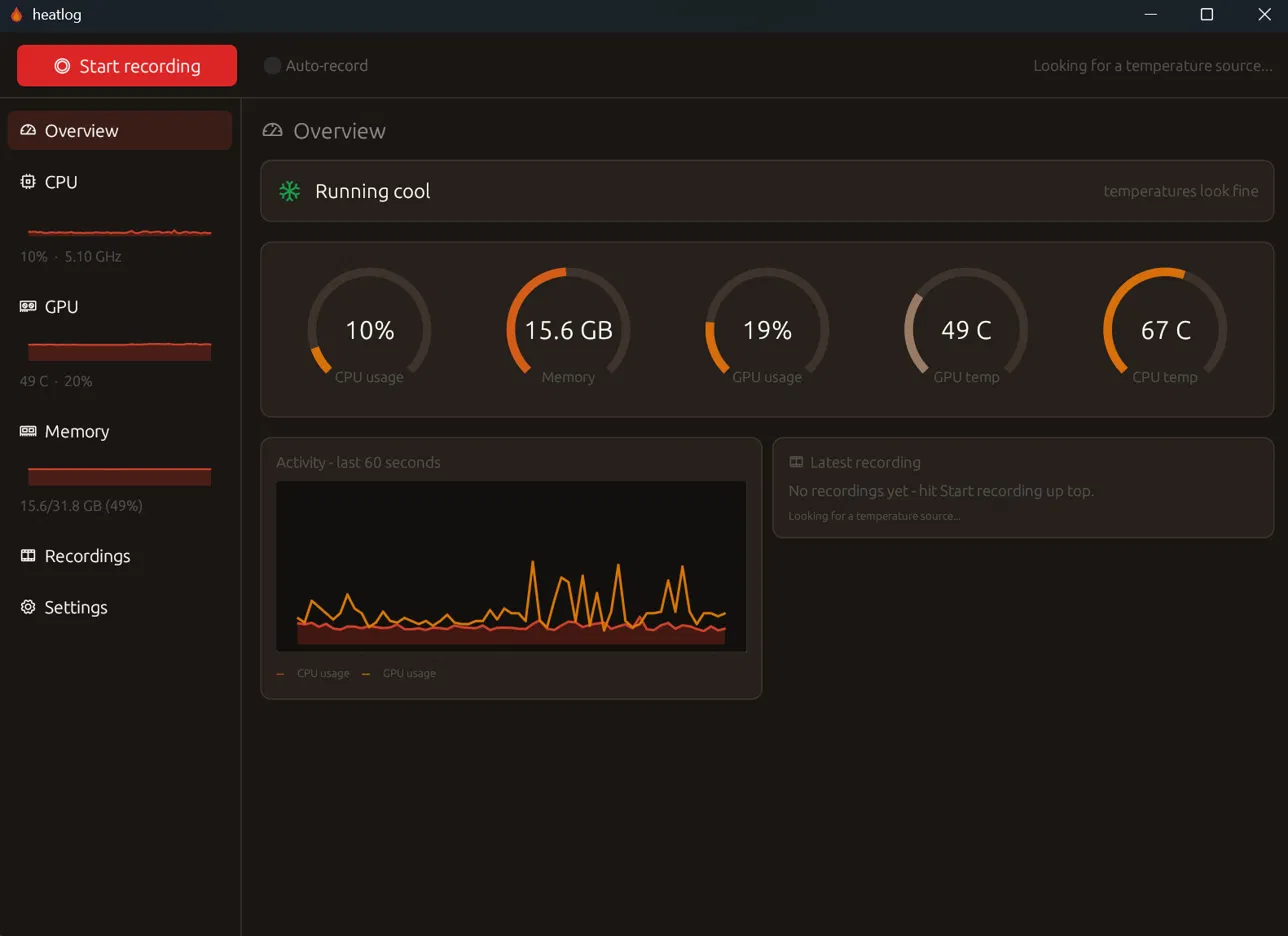 heatlog
Start recording
Auto-record
Looking for a temperature source...
Overview
CPU
10% · 5.10 GHz
GPU
49 C · 20%
Memory
15.6/31.8 GB (49%)
Recordings
Settings
Overview
Running cool
temperatures look fine
10%
CPU usage
15.6 GB
Memory
19%
GPU usage
49 C
GPU temp
67 C
CPU temp
Activity - last 60 seconds
CPU usage
GPU usage
Latest recording
No recordings yet - hit Start recording up top.
Looking for a temperature source...